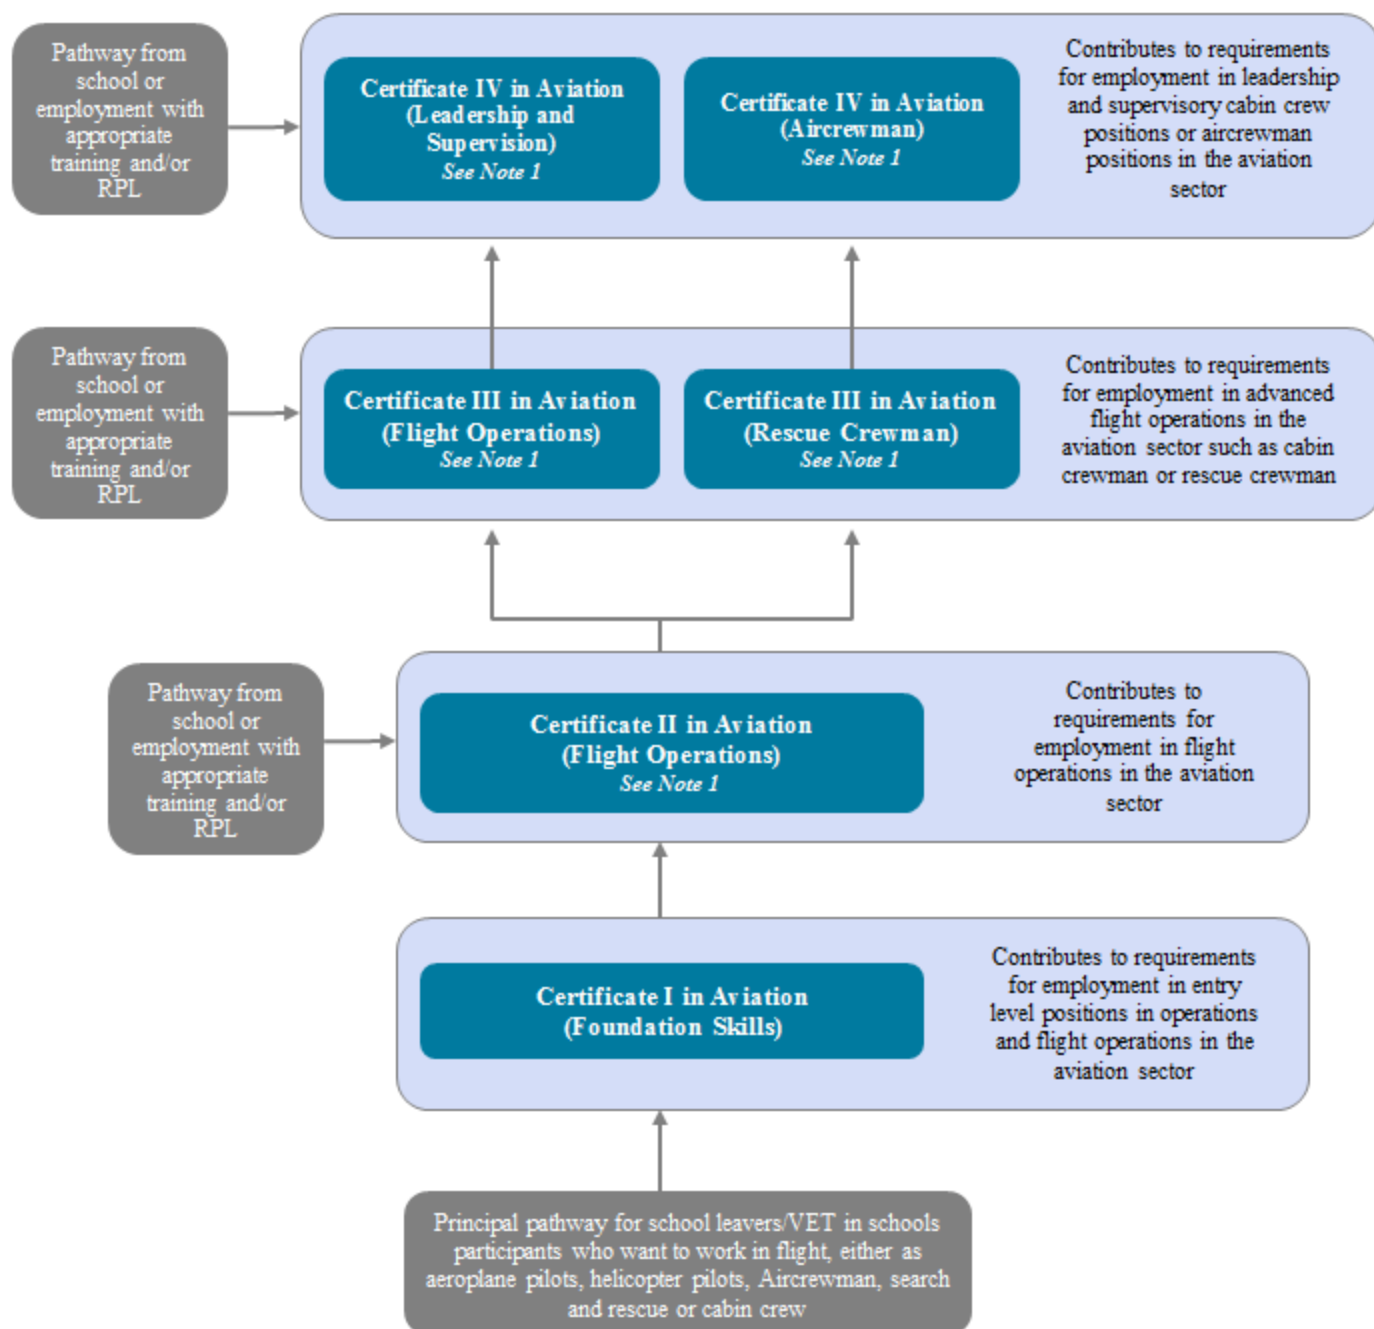 Pathway from
school or
employment with
appropriate
training and/or
RPL
Certificate IV in Aviation
(Leadership and
Supervision)
See Note 1
Certificate IV in Aviation
(Aircrewman)
See Note 1
Contributes to requirements
for employment in leadership
and supervisory cabin crew
positions or aircrewman
positions in the aviation
sector
Pathway from
school or
employment with
appropriate
training and/or
RPL
Certificate III in Aviation
(Flight Operations)
See Note 1
Certificate III in Aviation
(Rescue Crewman)
See Note 1
Contributes to requirements
for employment in advanced
flight operations in the
aviation sector such as cabin
crewman or rescue crewman
Pathway from
school or
employment with
appropriate
training and/or
RPL
Certificate II in Aviation
(Flight Operations)
See Note 1
Contributes to
requirements for
employment in flight
operations in the aviation
sector
Certificate I in Aviation
(Foundation Skills)
Contributes to requirements
for employment in entry
level positions in operations
and flight operations in the
aviation sector
Principal pathway for school leavers/VET in schools
participants who want to work in flight, either as
aeroplane pilots, helicopter pilots, Aircrewman, search
and rescue or cabin crew